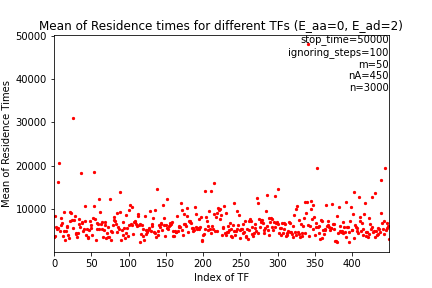 Mean of Residence times for different TFs (E_aa=0, E_ad=2)
50000
40000
30000
20000
10000
Mean of Residence Times
stop_time=50000
ignoring_steps=100
m=50
nA=450
n=3000
0 50 100 150 200 250 300 350 400
Index of TF